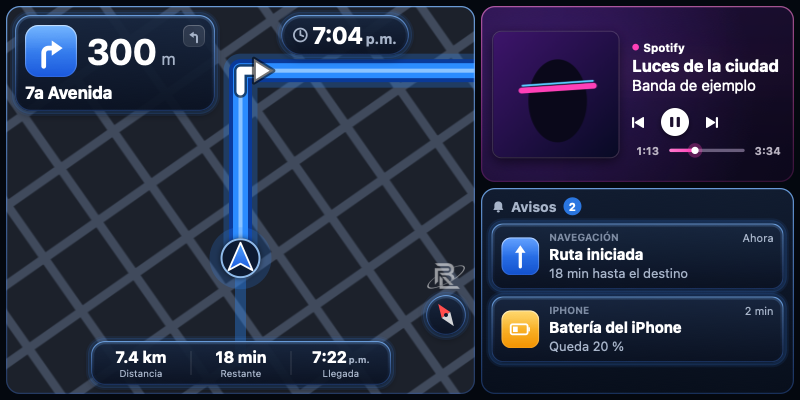 300 m
7a Avenida
7:04 p.m.
RL
7.4 km
Distancia
18 min
Restante
7:22 p.m.
Llegada
Spotify
Luces de la ciudad
Banda de ejemplo
1:13
3:34
Avisos 2
NAVEGACIÓN
Ahora
Ruta iniciada
18 min hasta el destino
IPHONE
2 min
Batería del iPhone
Queda 20 %